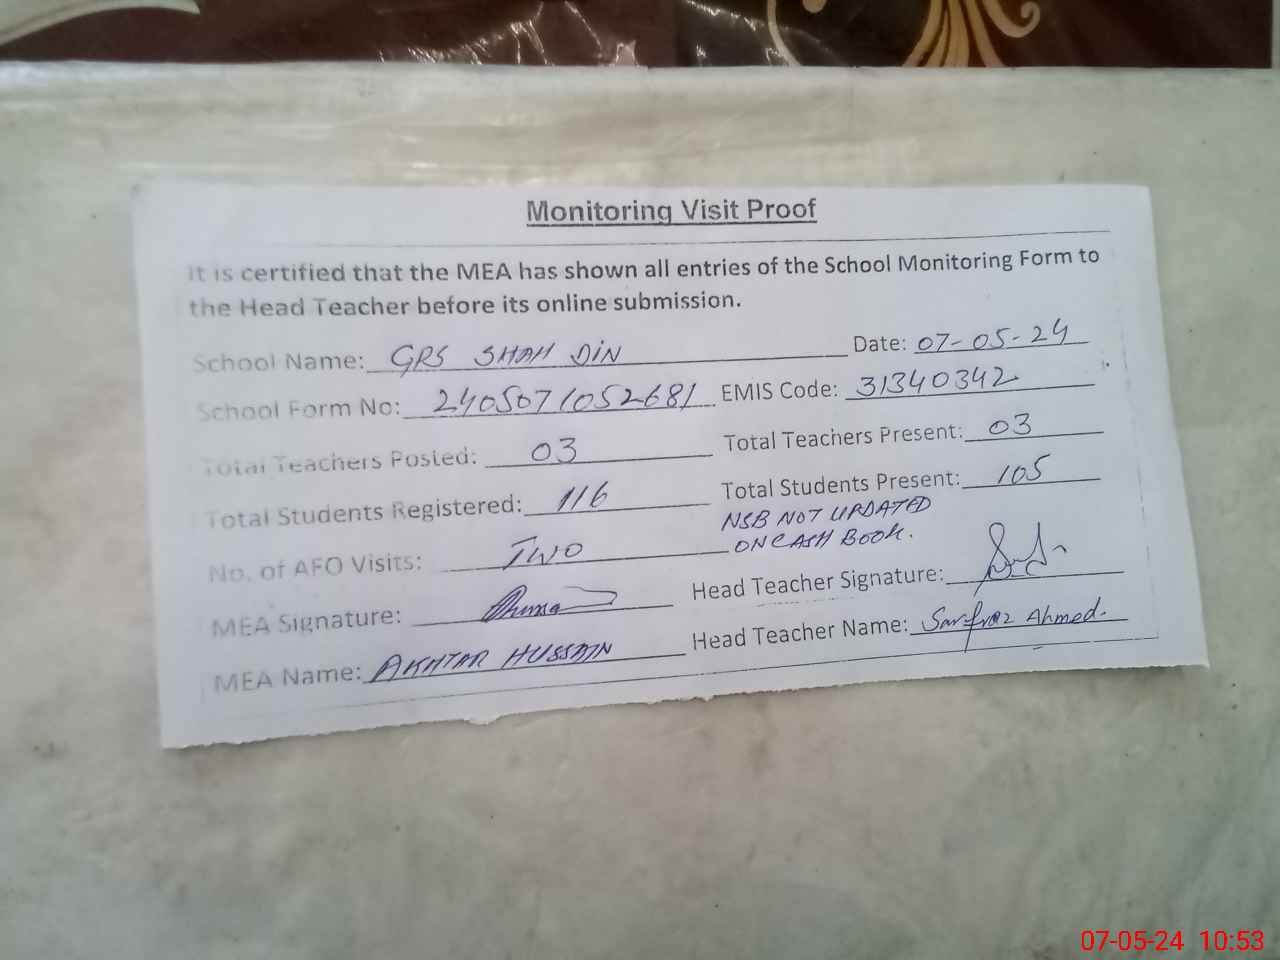 Monitoring Visit Proof
It is certified that the MEA has shown all entries of the School Monitoring Form to
the Head Teacher before its online submission.
School Name: GPS SHAH DIN Date: 07-05-24
School Form No: 2405071052681 EMIS Code: 31340342
Total Teachers Posted: 03 Total Teachers Present: 03
Total Students Registered: 116 Total Students Present: 105
No. of AFO Visits: TWO NSB NOT UPDATED
ON CASH BOOK.
MEA Signature: Head Teacher Signature:
MEA Name: AKHTAR HUSSAIN Head Teacher Name: Sarfraz Ahmed.
07-05-24 10:53